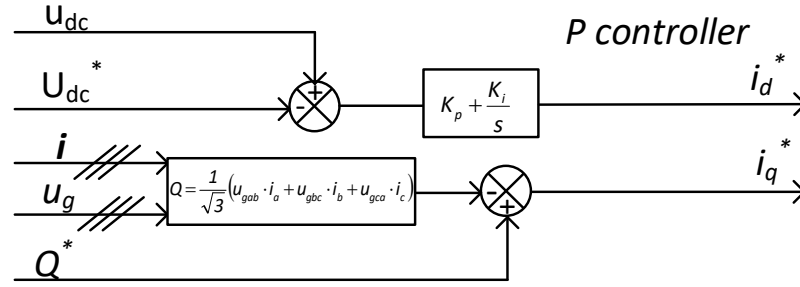 u_dc
P controller
+
U_dc*
-
K_p + K_i/s
i_d*
i
Q = 1/√3 (u_gab · i_a + u_gbc · i_b + u_gca · i_c)
-
i_q*
u_g
+
Q*